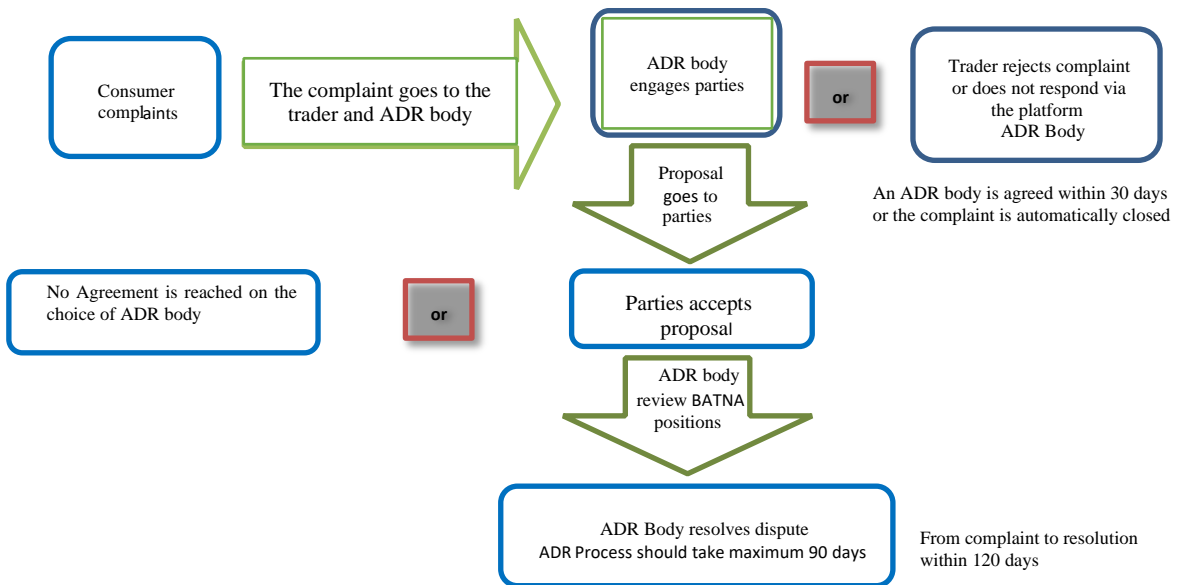 Consumer
complaints
The complaint goes to the
trader and ADR body
ADR body
engages parties
or
Trader rejects complaint
or does not respond via
the platform
ADR Body
Proposal
goes to
parties
An ADR body is agreed within 30 days
or the complaint is automatically closed
No Agreement is reached on the
choice of ADR body
or
Parties accepts
proposal
ADR body
review BATNA
positions
ADR Body resolves dispute
ADR Process should take maximum 90 days
From complaint to resolution
within 120 days